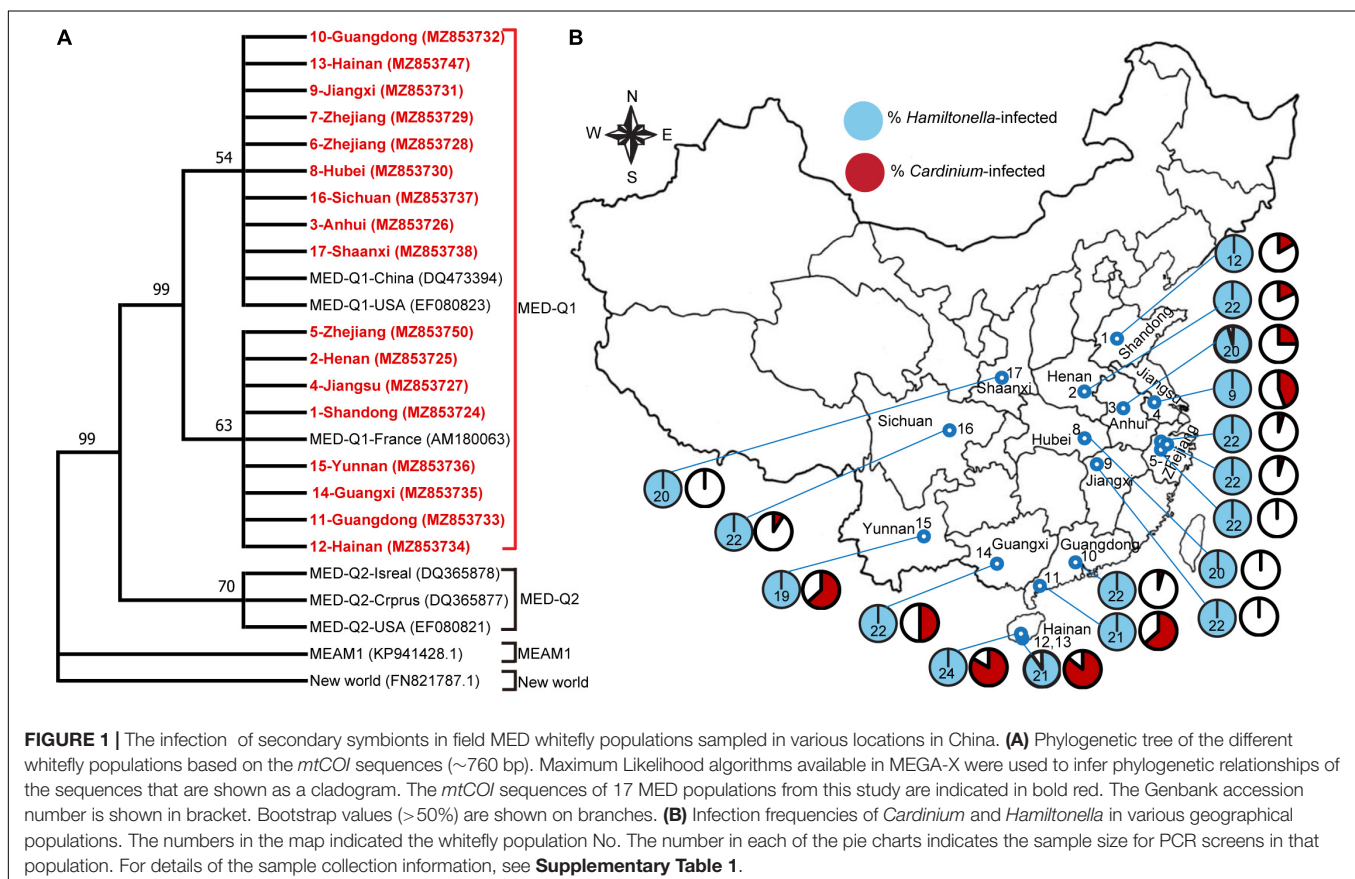 A
10-Guangdong (MZ853732)
13-Hainan (MZ853747)
9-Jiangxi (MZ853731)
7-Zhejiang (MZ853729)
6-Zhejiang (MZ853728)
8-Hubei (MZ853730)
16-Sichuan (MZ853737)
3-Anhui (MZ853726)
17-Shaanxi (MZ853738)
MED-Q1-China (DQ473394)
MED-Q1-USA (EF080823)
5-Zhejiang (MZ853750)
2-Henan (MZ853725)
4-Jiangsu (MZ853727)
1-Shandong (MZ853724)
MED-Q1-France (AM180063)
15-Yunnan (MZ853736)
14-Guangxi (MZ853735)
11-Guangdong (MZ853733)
12-Hainan (MZ853734)
MED-Q2-Isreal (DQ365878)
MED-Q2-Crprus (DQ365877)
MED-Q2-USA (EF080821)
MEAM1 (KP941428.1)
New world (FN821787.1)
54
99
99
63
70
MED-Q1
MED-Q2
MEAM1
New world
B
N
W E
S
% Hamiltonella-infected
% Cardinium-infected
1
Shandong
17
Shaanxi
Henan
2
Jiangsu
4
3
Anhui
Sichuan
16
8
Hubei
5-
Zhejiang
9
Jiangxi
Yunnan
15
14
Guangxi
Guangdong
10
11
Hainan
12,13
12
22
20
9
22
22
22
20
22
20
22
19
22
24
21
22
21
FIGURE 1 | The infection of secondary symbionts in field MED whitefly populations sampled in various locations in China. (A) Phylogenetic tree of the different
whitefly populations based on the mtCOI sequences (∼760 bp). Maximum Likelihood algorithms available in MEGA-X were used to infer phylogenetic relationships of
the sequences that are shown as a cladogram. The mtCOI sequences of 17 MED populations from this study are indicated in bold red. The Genbank accession
number is shown in bracket. Bootstrap values (>50%) are shown on branches. (B) Infection frequencies of Cardinium and Hamiltonella in various geographical
populations. The numbers in the map indicated the whitefly population No. The number in each of the pie charts indicates the sample size for PCR screens in that
population. For details of the sample collection information, see Supplementary Table 1.